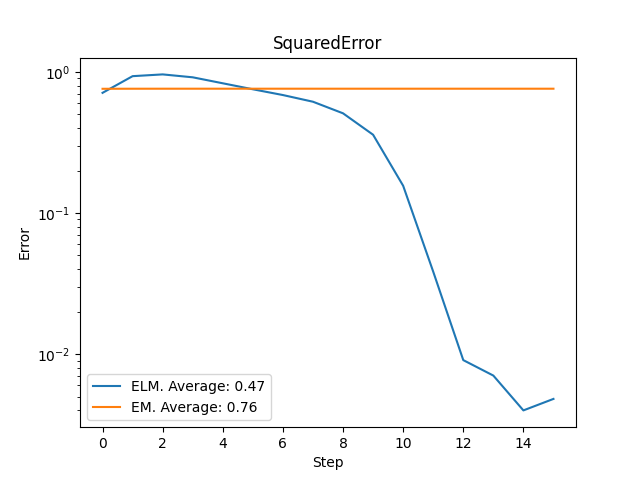 SquaredError
10⁰
10⁻¹
10⁻²
Error
ELM. Average: 0.47
EM. Average: 0.76
0 2 4 6 8 10 12 14
Step